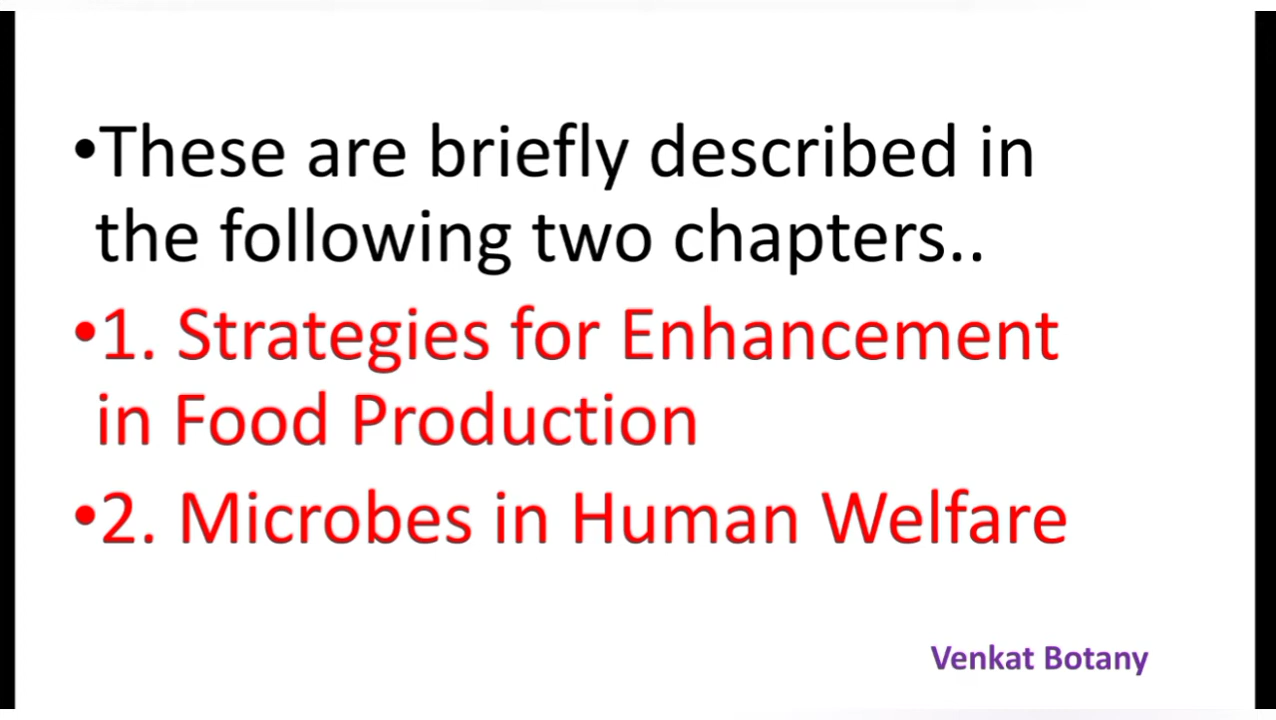 •These are briefly described in
the following two chapters..
•1. Strategies for Enhancement
in Food Production
•2. Microbes in Human Welfare
Venkat Botany